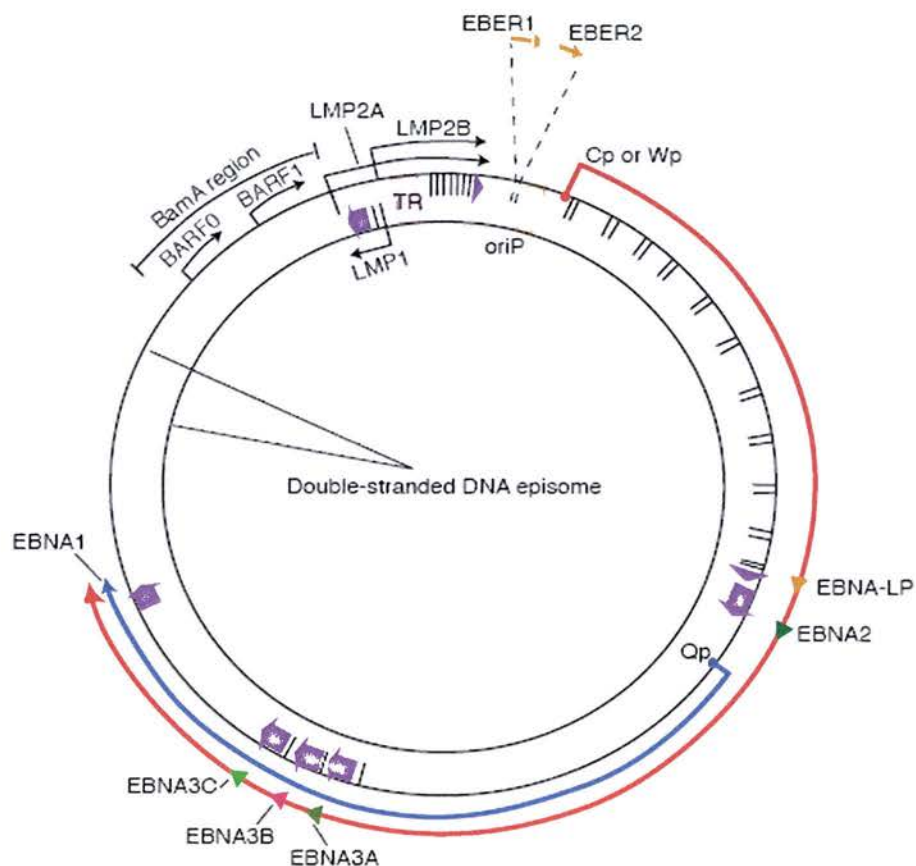 EBER1
EBER2
LMP2A
LMP2B
Cp or Wp
BamA region
BARF1
BARF0
TR
oriP
LMP1
Double-stranded DNA episome
EBNA1
EBNA-LP
EBNA2
Qp
EBNA3C
EBNA3B
EBNA3A